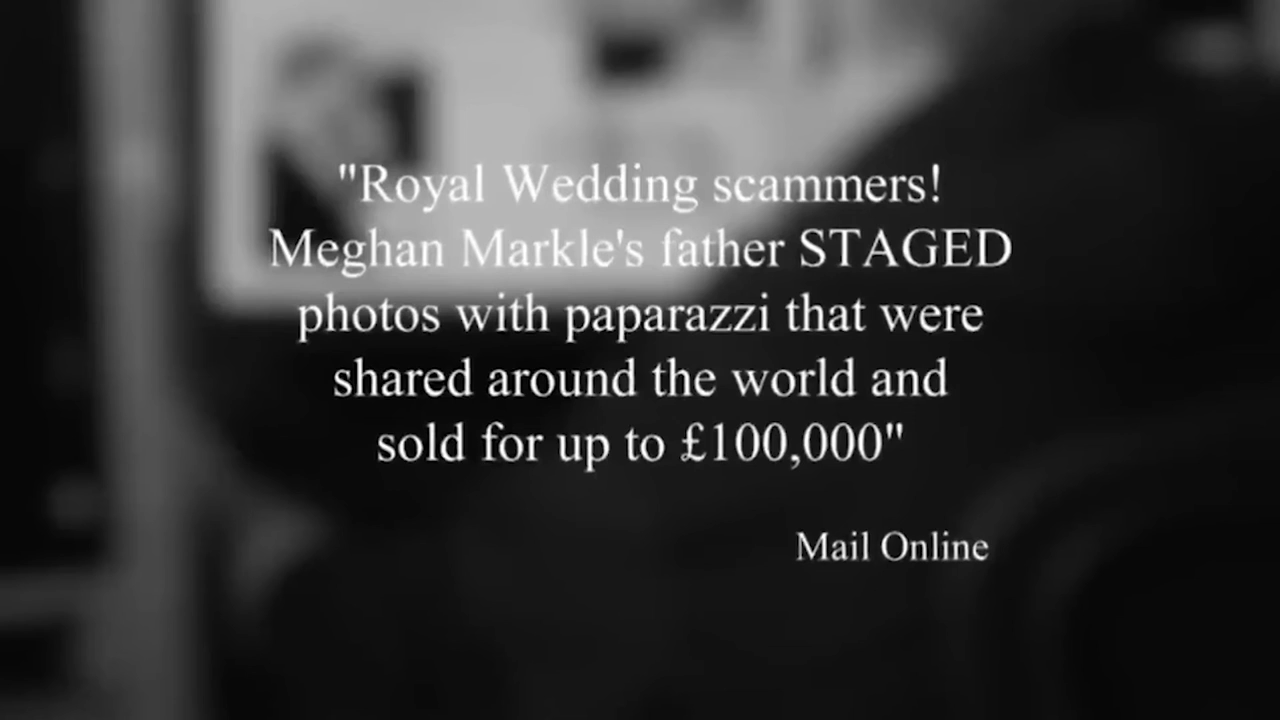 "Royal Wedding scammers!
Meghan Markle's father STAGED
photos with paparazzi that were
shared around the world and
sold for up to £100,000"
Mail Online